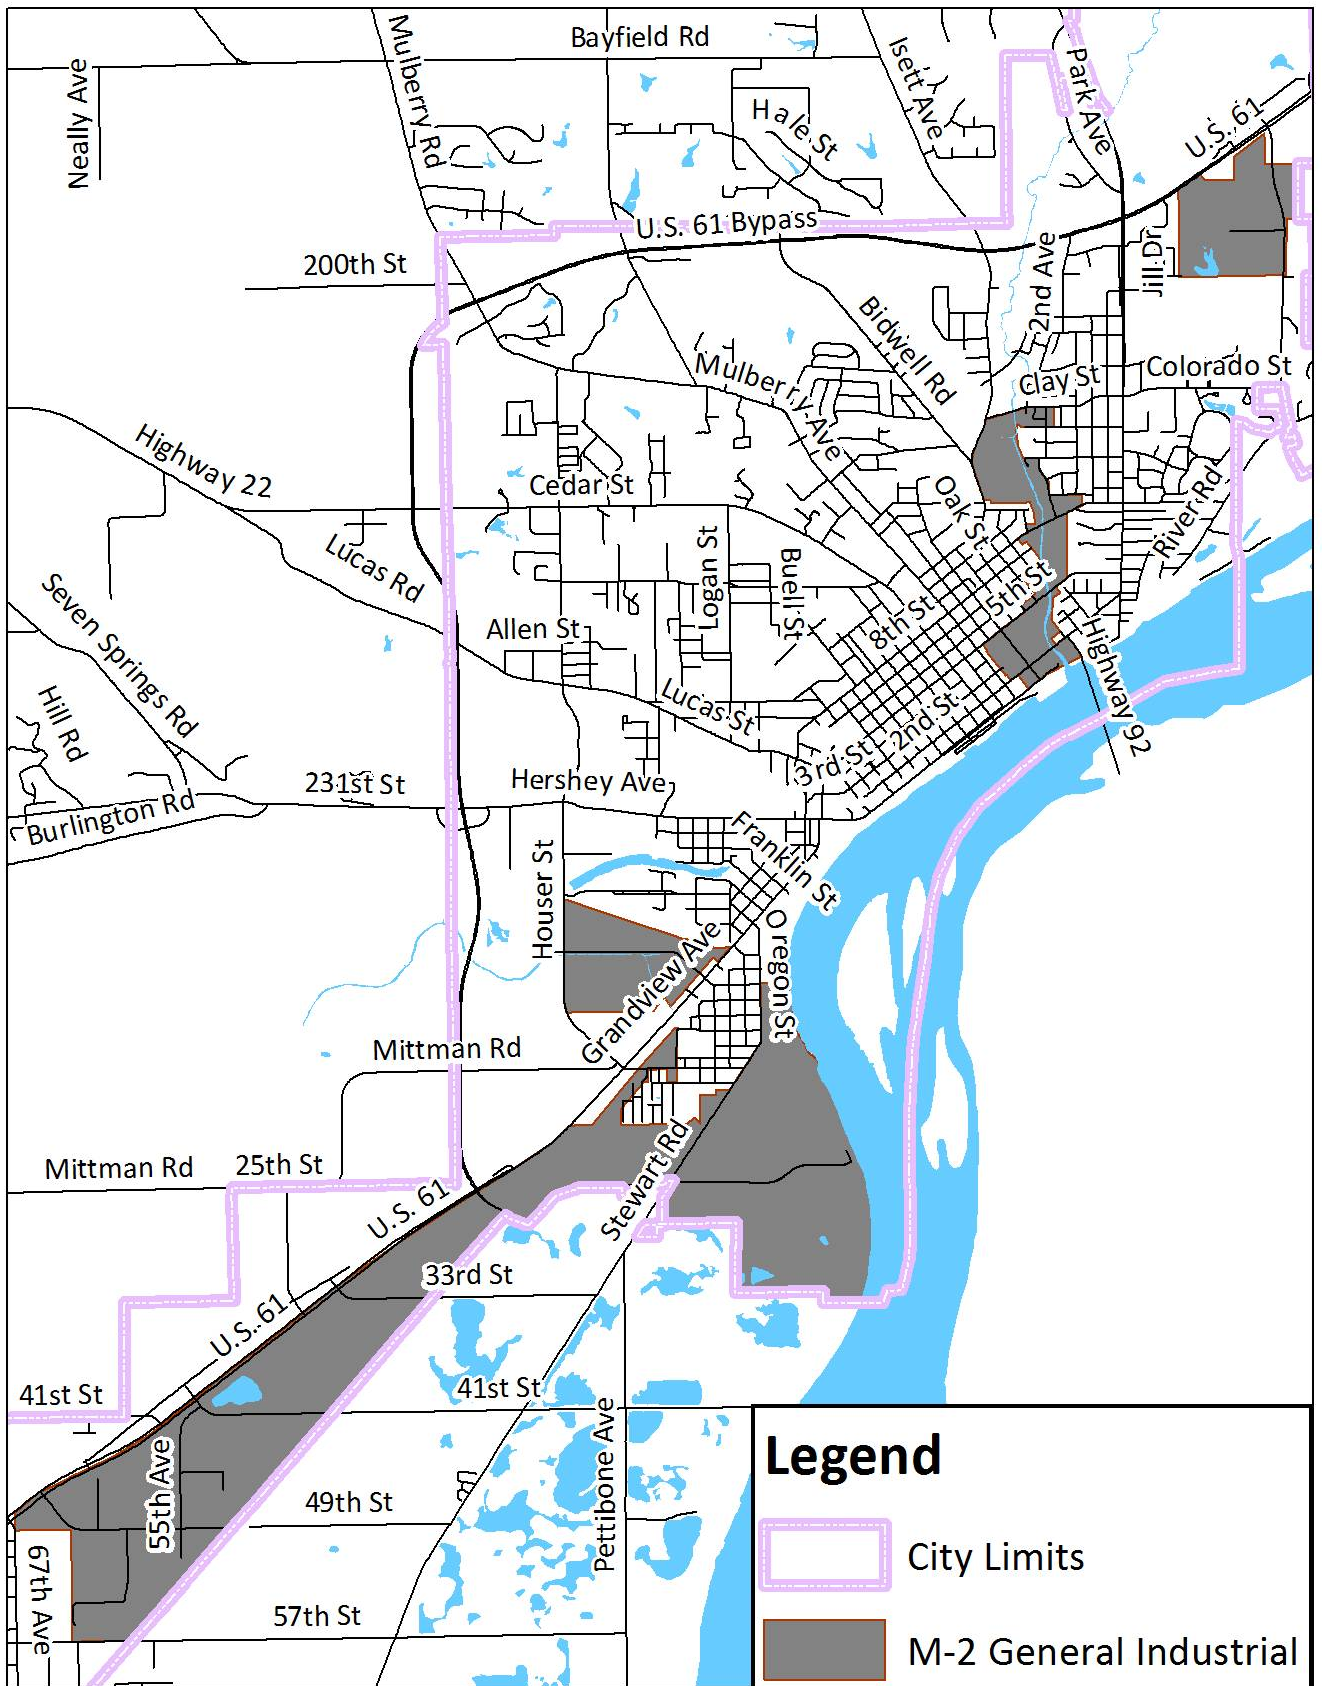 Bayfield Rd
Neally Ave
Mulberry Rd
Isett Ave
Park Ave
Hale St
U.S. 61
U.S. 61 Bypass
200th St
2nd Ave
Jill Dr
Bidwell Rd
Mulberry Ave
Clay St
Colorado St
Highway 22
Cedar St
Oak St
River Rd
Lucas Rd
Logan St
Buell St
5th St
8th St
Seven Springs Rd
Allen St
Highway 92
Hill Rd
Lucas St
2nd St
3rd St
231st St
Hershey Ave
Burlington Rd
Franklin St
Houser St
Oregon St
Grandview Ave
Mittman Rd
Mittman Rd
25th St
Stewart Rd
U.S. 61
33rd St
U.S. 61
41st St
41st St
Pettibone Ave
55th Ave
49th St
67th Ave
57th St
Legend
City Limits
M-2 General Industrial